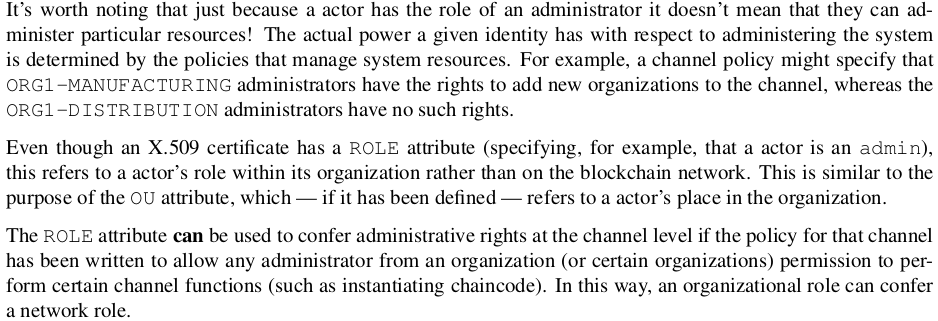 It's worth noting that just because a actor has the role of an administrator it doesn't mean that they can ad-
minister particular resources! The actual power a given identity has with respect to administering the system
is determined by the policies that manage system resources. For example, a channel policy might specify that
ORG1-MANUFACTURING administrators have the rights to add new organizations to the channel, whereas the
ORG1-DISTRIBUTION administrators have no such rights.
Even though an X.509 certificate has a ROLE attribute (specifying, for example, that a actor is an admin),
this refers to a actor's role within its organization rather than on the blockchain network. This is similar to the
purpose of the OU attribute, which — if it has been defined — refers to a actor's place in the organization.
The ROLE attribute can be used to confer administrative rights at the channel level if the policy for that channel
has been written to allow any administrator from an organization (or certain organizations) permission to per-
form certain channel functions (such as instantiating chaincode). In this way, an organizational role can confer
a network role.